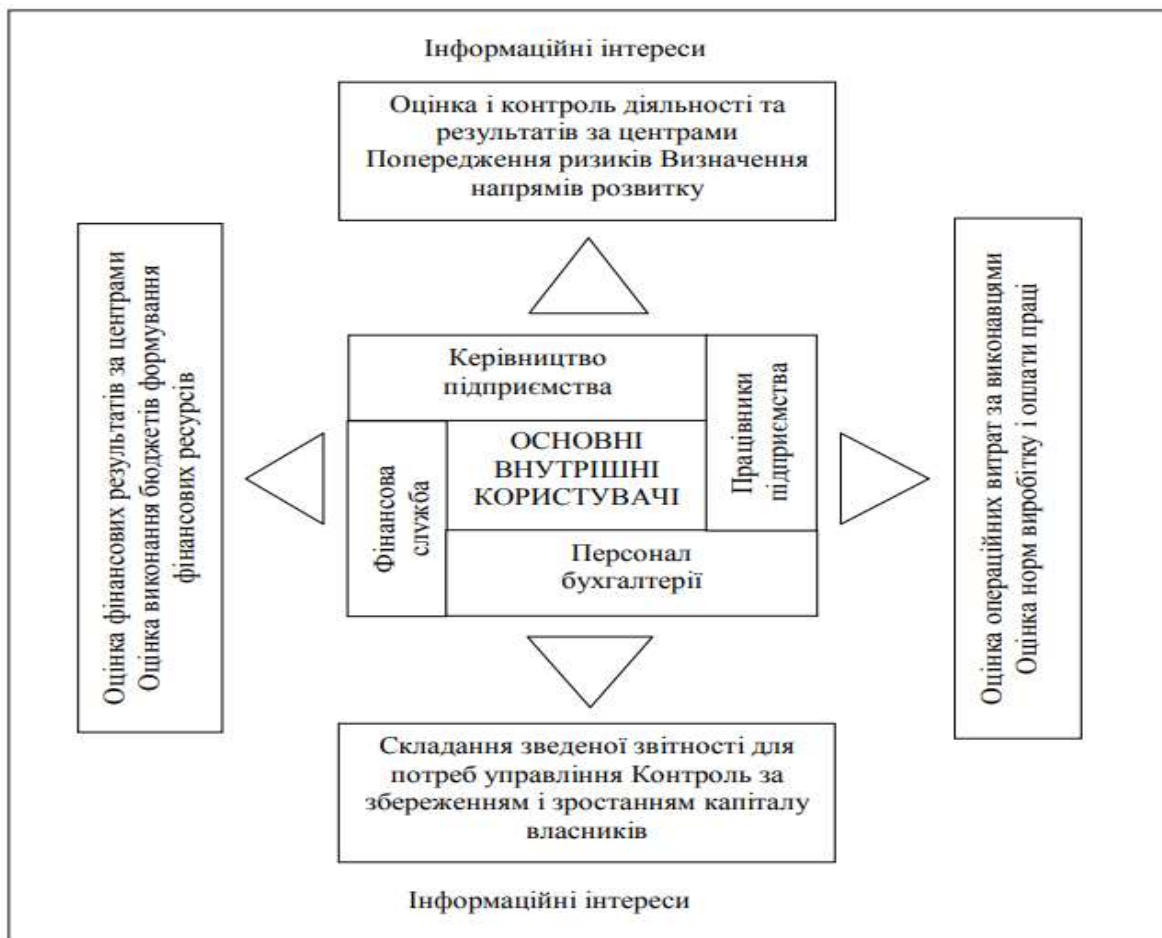 Інформаційні інтереси
Оцінка і контроль діяльності та
результатів за центрами
Попередження ризиків Визначення
напрямів розвитку
Оцінка фінансових результатів за центрами
Оцінка виконання бюджетів формування
фінансових ресурсів
Керівництво
підприємства
Фінансова
служба
ОСНОВНІ
ВНУТРІШНІ
КОРИСТУВАЧІ
Працівники
підприємства
Персонал
бухгалтерії
Оцінка операційних витрат за виконавцями
Оцінка норм виробітку і оплати праці
Складання зведеної звітності для
потреб управління Контроль за
збереженням і зростанням капіталу
власників
Інформаційні інтереси